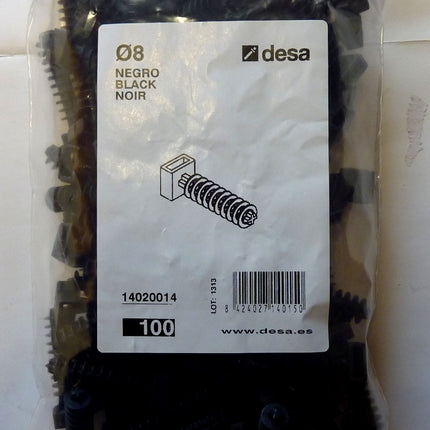 Ø8
desa
NEGRO
BLACK
NOIR
14020014
100
LOT: 1313
8 424027 140150
www.desa.es